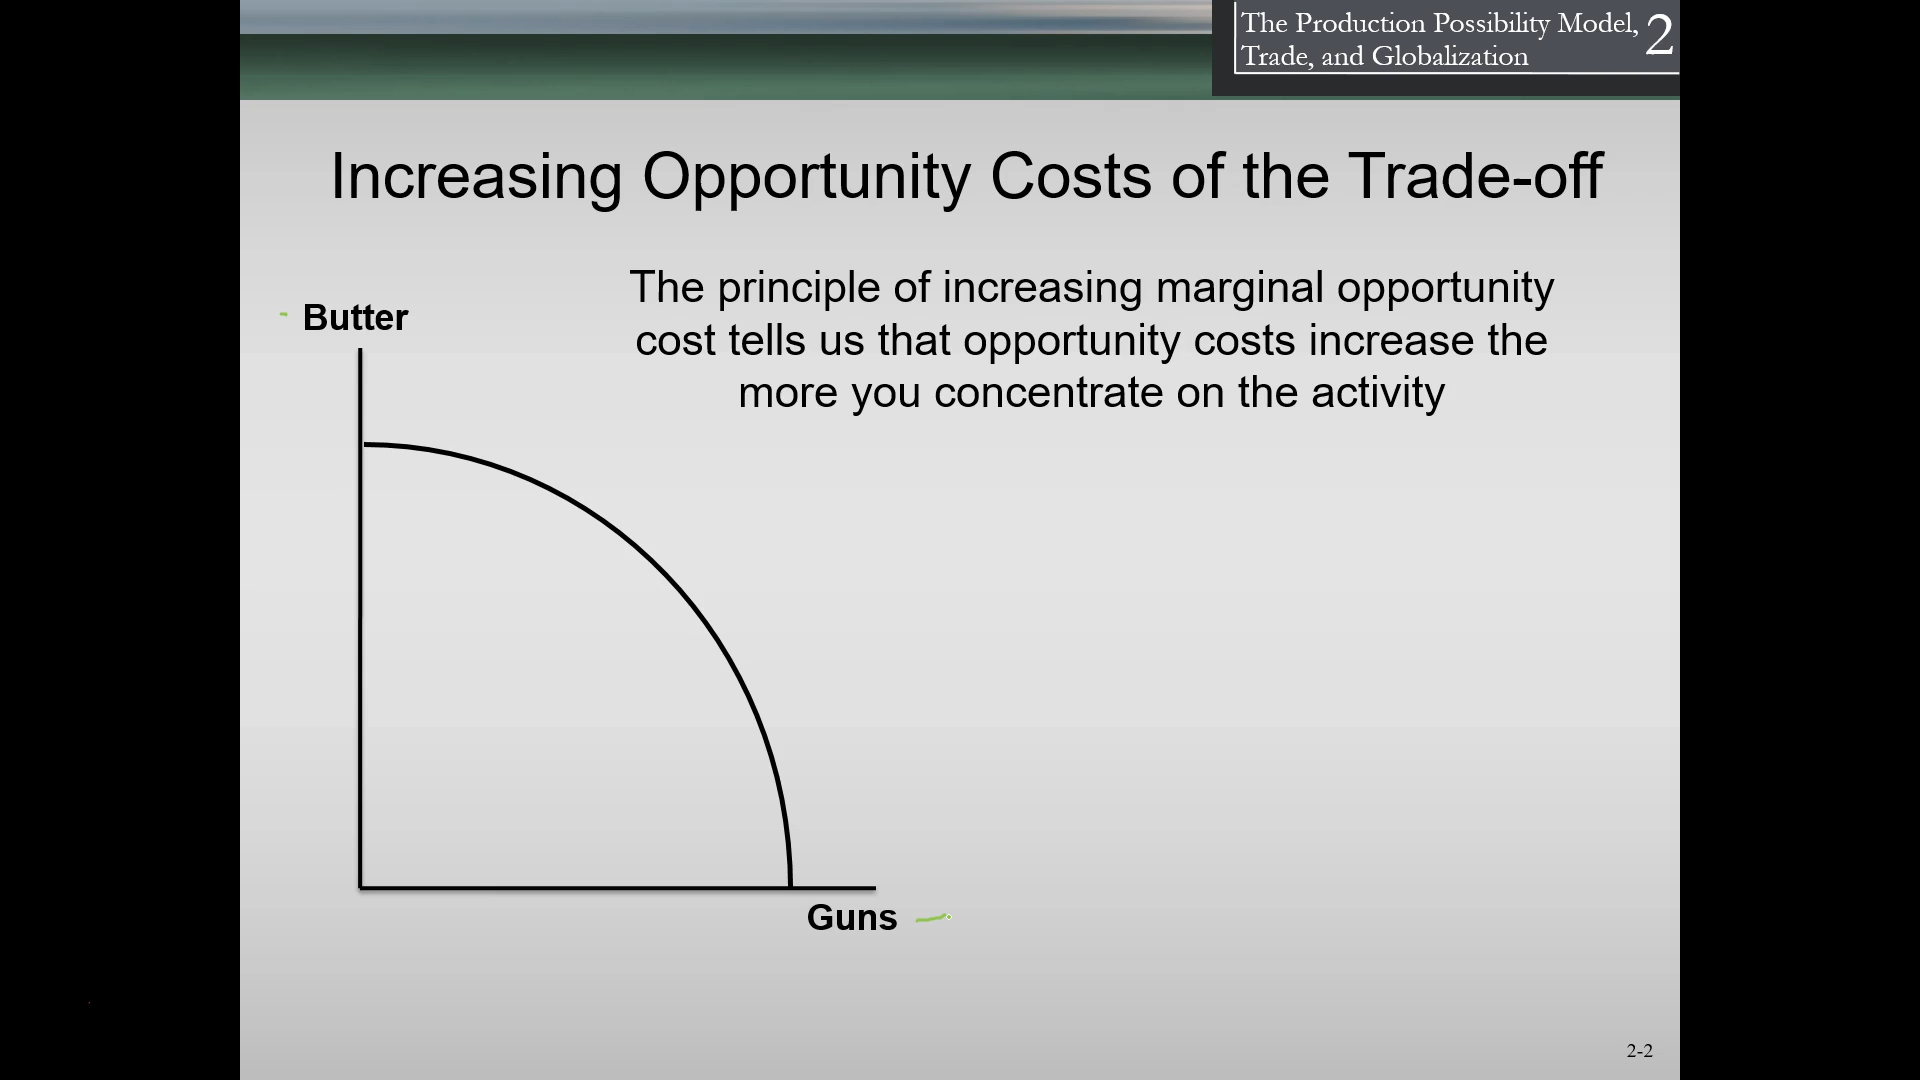 The Production Possibility Model, 2
Trade, and Globalization
Increasing Opportunity Costs of the Trade-off
The principle of increasing marginal opportunity
cost tells us that opportunity costs increase the
more you concentrate on the activity
Butter
Guns
2-2